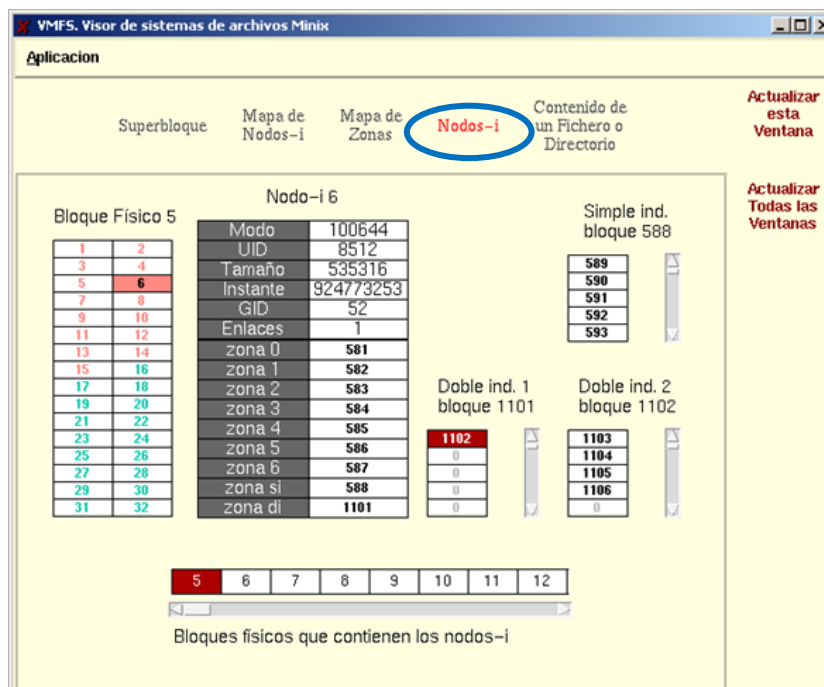 VMFS. Visor de sistemas de archivos Minix
Aplicacion
Superbloque
Mapa de
Nodos-i
Mapa de
Zonas
Nodos-i
Contenido de
un Fichero o
Directorio
Actualizar
esta
Ventana
Actualizar
Todas las
Ventanas
Bloque Físico 5
1 2
3 4
5 6
7 8
9 10
11 12
13 14
15 16
17 18
19 20
21 22
23 24
25 26
27 28
29 30
31 32
Nodo-i 6
Modo 100644
UID 8512
Tamaño 535316
Instante 924773253
GID 52
Enlaces 1
zona 0 581
zona 1 582
zona 2 583
zona 3 584
zona 4 585
zona 5 586
zona 6 587
zona si 588
zona di 1101
Simple ind.
bloque 588
589
590
591
592
593
Doble ind. 1
bloque 1101
1102
0
0
0
0
Doble ind. 2
bloque 1102
1103
1104
1105
1106
0
5 6 7 8 9 10 11 12
Bloques físicos que contienen los nodos-i